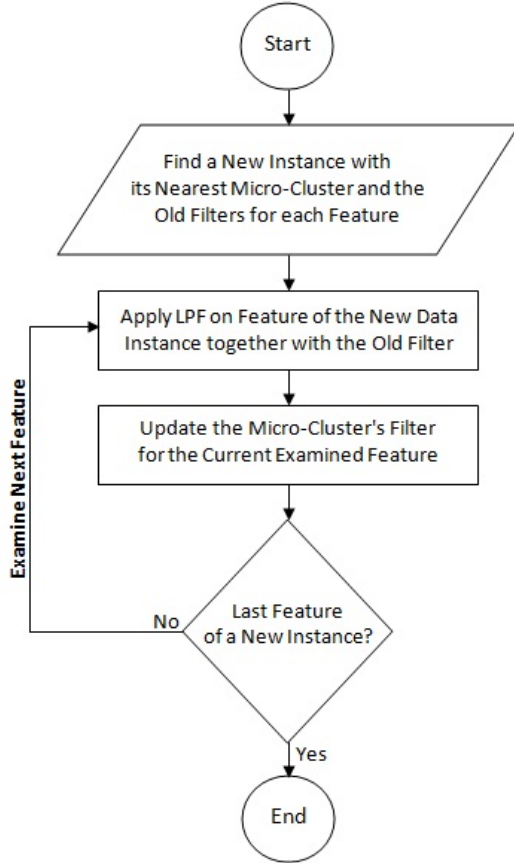 Start
Find a New Instance with
its Nearest Micro-Cluster and the
Old Filters for each Feature
Apply LPF on Feature of the New Data
Instance together with the Old Filter
Update the Micro-Cluster's Filter
for the Current Examined Feature
Examine Next Feature
Last Feature
of a New Instance?
No
Yes
End